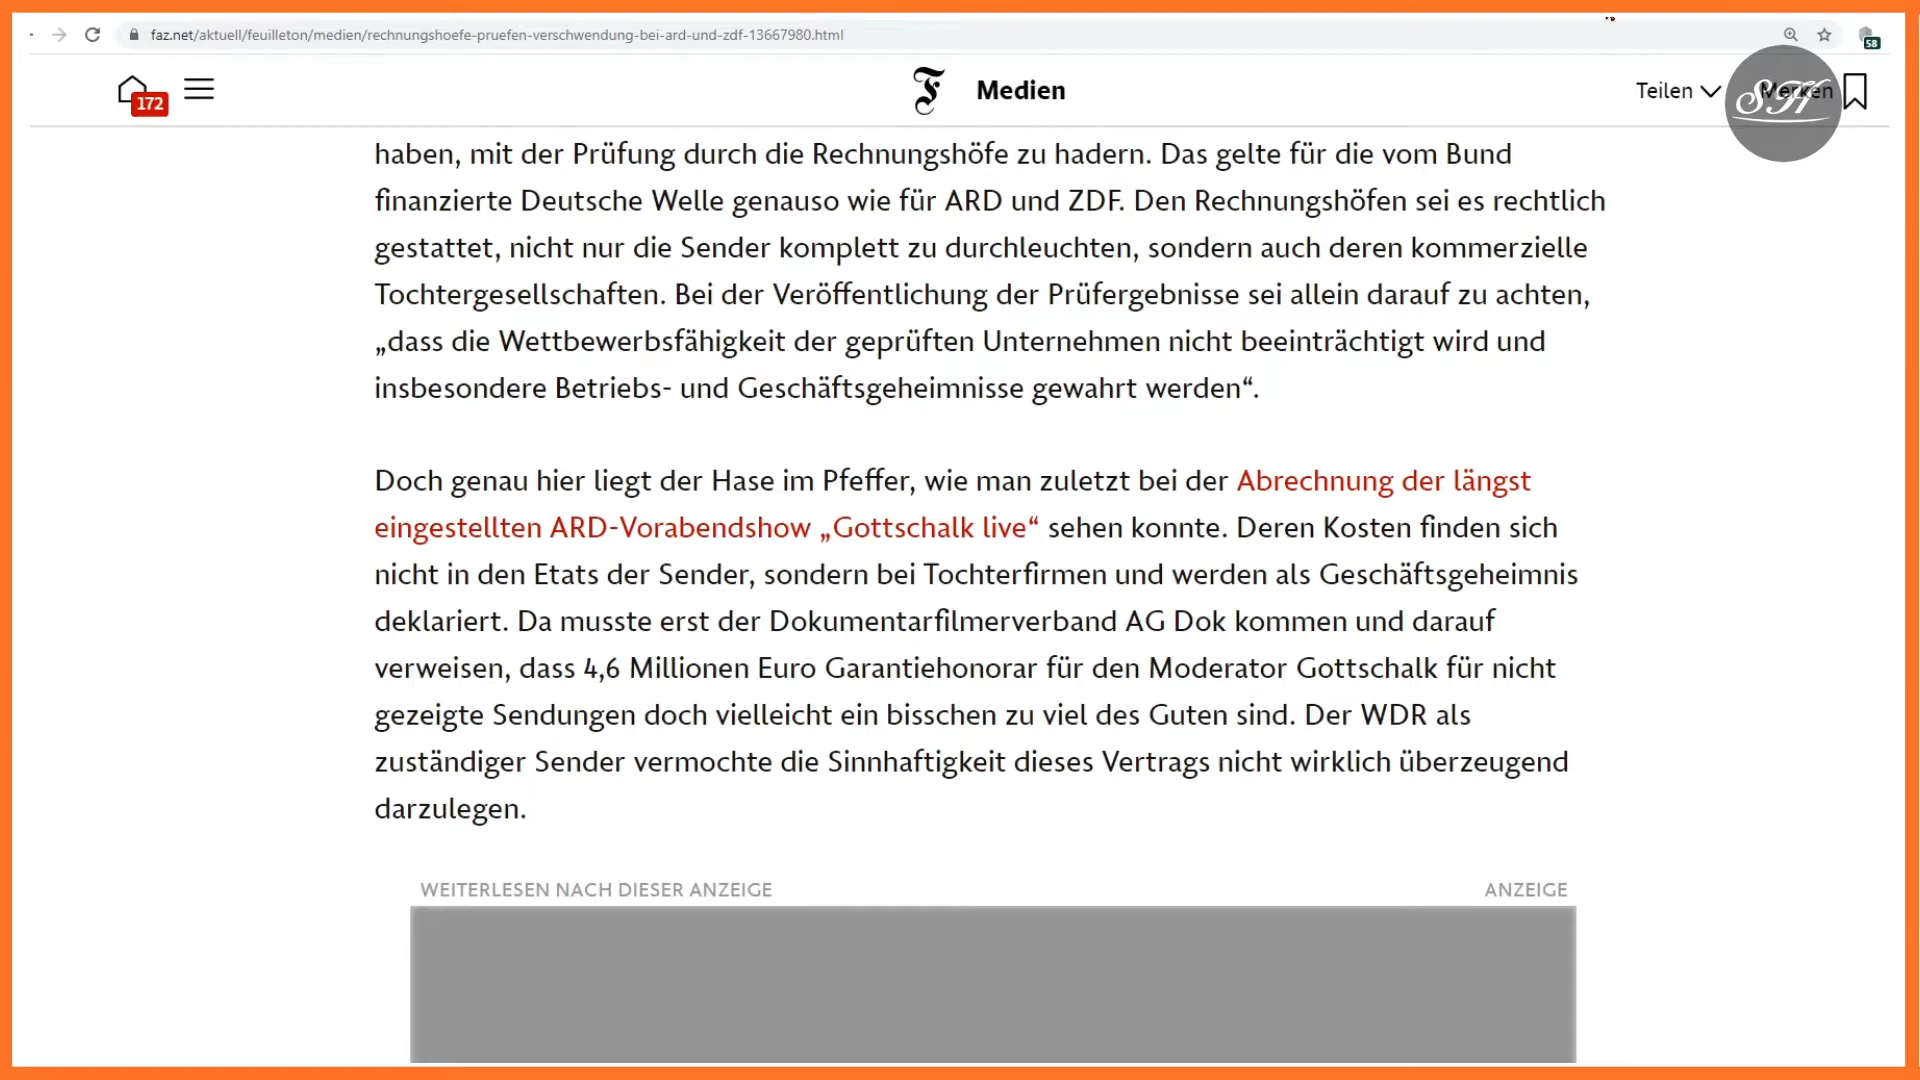 faz.net/aktuell/feuilleton/medien/rechnungshoefe-pruefen-verschwendung-bei-ard-und-zdf-13667980.html
58
172
F Medien
Teilen
Merken
SH
haben, mit der Prüfung durch die Rechnungshöfe zu hadern. Das gelte für die vom Bund
finanzierte Deutsche Welle genauso wie für ARD und ZDF. Den Rechnungshöfen sei es rechtlich
gestattet, nicht nur die Sender komplett zu durchleuchten, sondern auch deren kommerzielle
Tochtergesellschaften. Bei der Veröffentlichung der Prüfergebnisse sei allein darauf zu achten,
„dass die Wettbewerbsfähigkeit der geprüften Unternehmen nicht beeinträchtigt wird und
insbesondere Betriebs- und Geschäftsgeheimnisse gewahrt werden“.
Doch genau hier liegt der Hase im Pfeffer, wie man zuletzt bei der Abrechnung der längst
eingestellten ARD-Vorabendshow „Gottschalk live“ sehen konnte. Deren Kosten finden sich
nicht in den Etats der Sender, sondern bei Tochterfirmen und werden als Geschäftsgeheimnis
deklariert. Da musste erst der Dokumentarfilmerverband AG Dok kommen und darauf
verweisen, dass 4,6 Millionen Euro Garantiehonorar für den Moderator Gottschalk für nicht
gezeigte Sendungen doch vielleicht ein bisschen zu viel des Guten sind. Der WDR als
zuständiger Sender vermochte die Sinnhaftigkeit dieses Vertrags nicht wirklich überzeugend
darzulegen.
WEITERLESEN NACH DIESER ANZEIGE
ANZEIGE